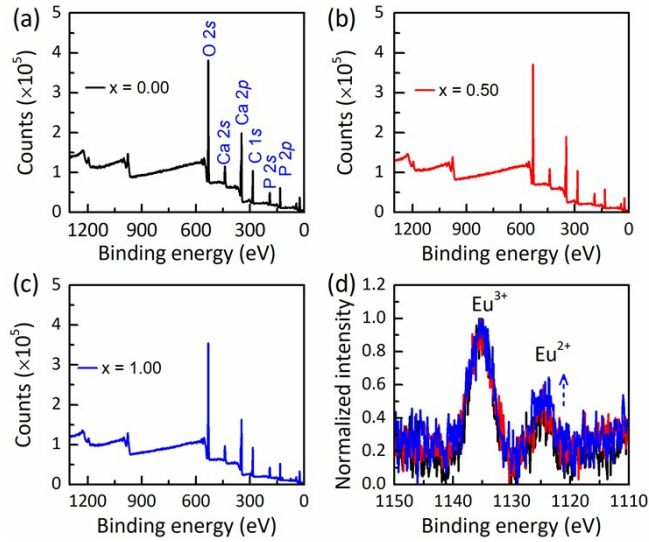 (a)
5
4
3
2
1
0
Counts (×10⁵)
x = 0.00
O 2s
Ca 2s
Ca 2p
C 1s
P 2s
P 2p
1200 900 600 300 0
Binding energy (eV)
(b)
5
4
3
2
1
0
Counts (×10⁵)
x = 0.50
1200 900 600 300 0
Binding energy (eV)
(c)
5
4
3
2
1
0
Counts (×10⁵)
x = 1.00
1200 900 600 300 0
Binding energy (eV)
(d)
1.2
1.0
0.8
0.6
0.4
0.2
0.0
Normalized intensity
Eu³⁺
Eu²⁺
1150 1140 1130 1120 1110
Binding energy (eV)